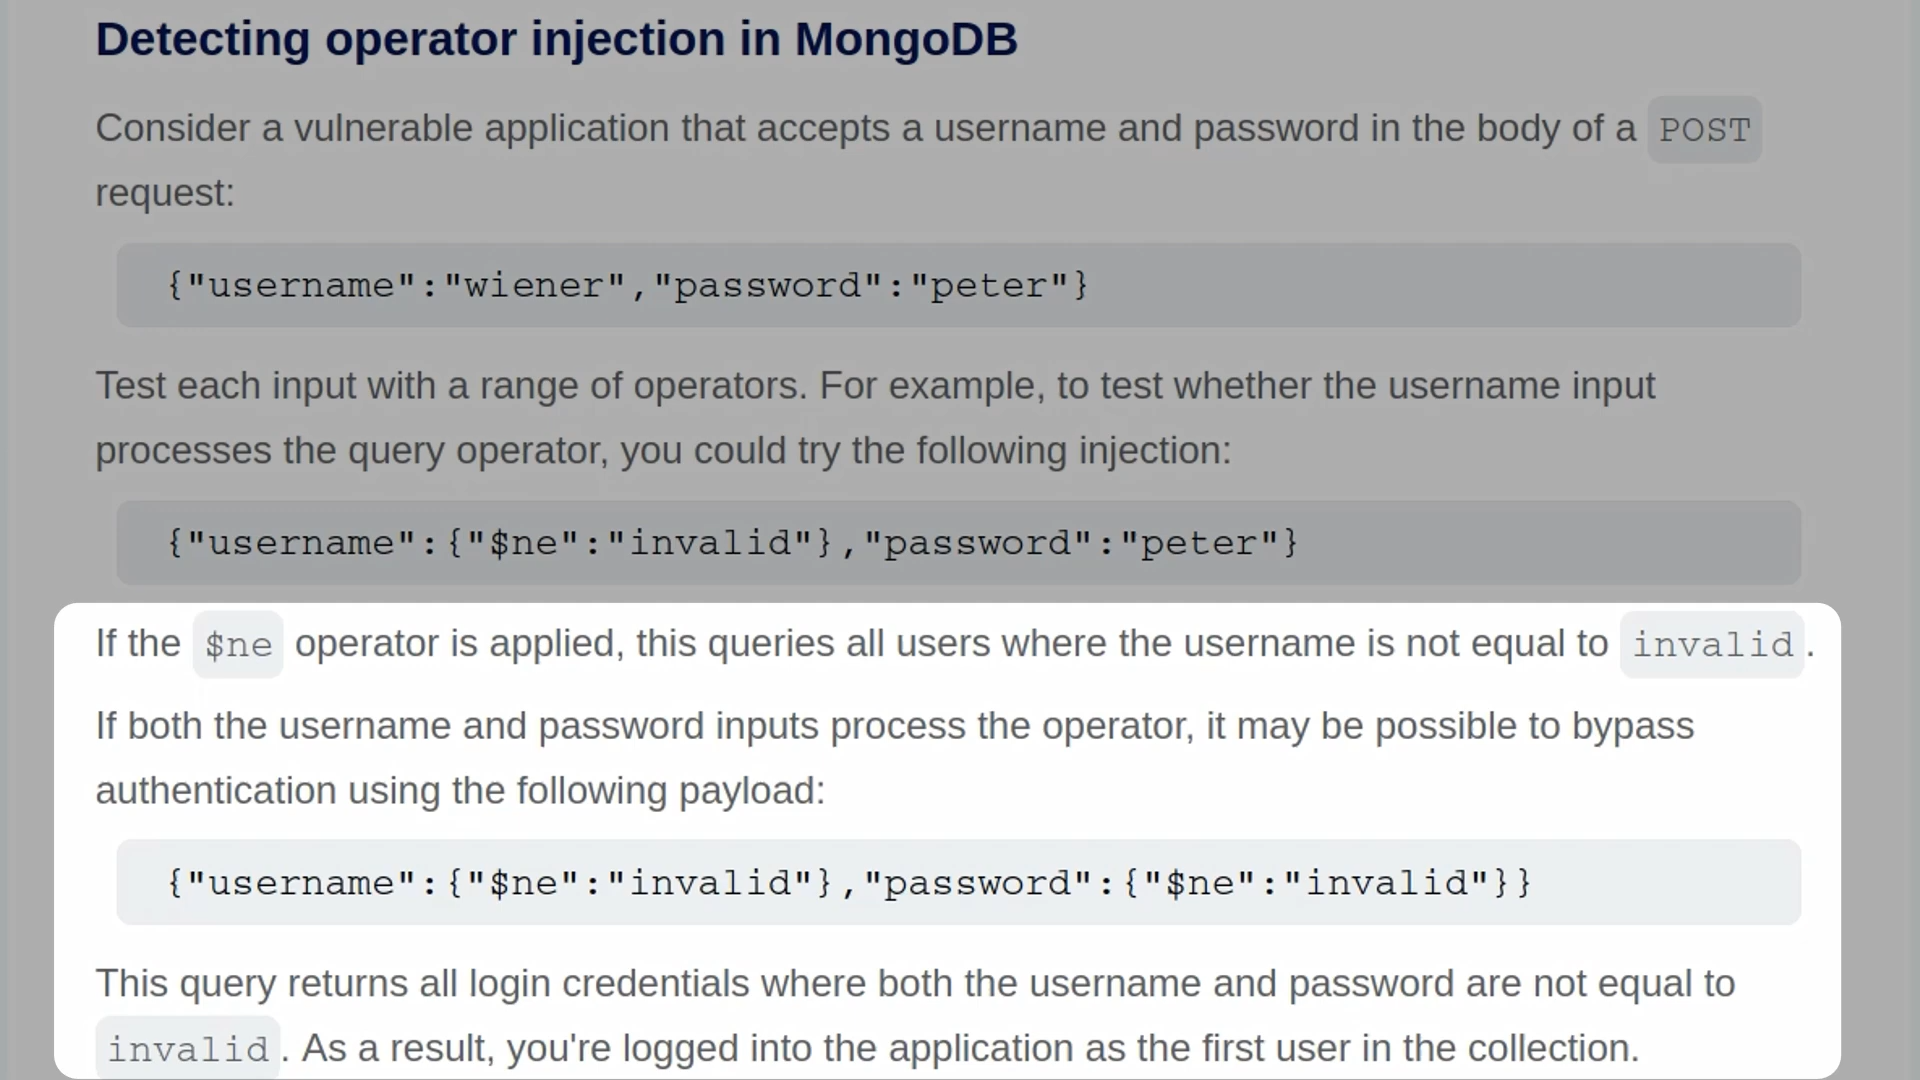 Detecting operator injection in MongoDB
Consider a vulnerable application that accepts a username and password in the body of a POST
request:
{"username":"wiener","password":"peter"}
Test each input with a range of operators. For example, to test whether the username input
processes the query operator, you could try the following injection:
{"username":{"$ne":"invalid"},"password":"peter"}
If the $ne operator is applied, this queries all users where the username is not equal to invalid.
If both the username and password inputs process the operator, it may be possible to bypass
authentication using the following payload:
{"username":{"$ne":"invalid"},"password":{"$ne":"invalid"}}
This query returns all login credentials where both the username and password are not equal to
invalid. As a result, you're logged into the application as the first user in the collection.